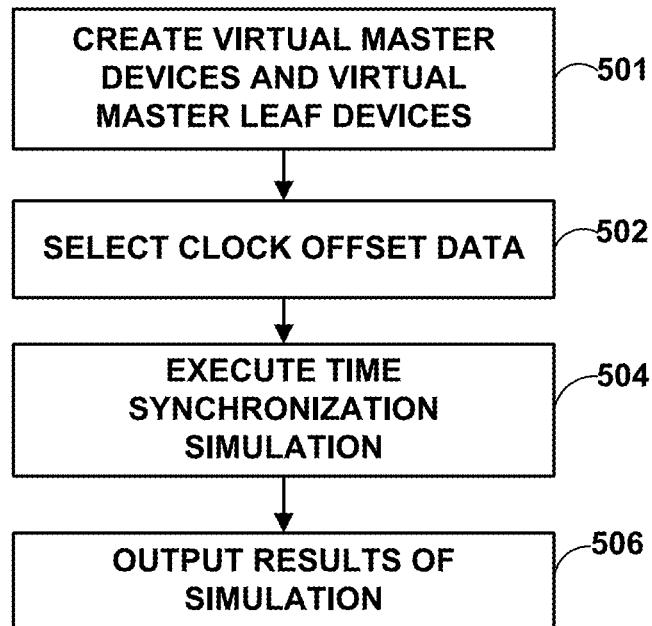 CREATE VIRTUAL MASTER
DEVICES AND VIRTUAL
MASTER LEAF DEVICES
501
SELECT CLOCK OFFSET DATA
502
EXECUTE TIME
SYNCHRONIZATION
SIMULATION
504
OUTPUT RESULTS OF
SIMULATION
506